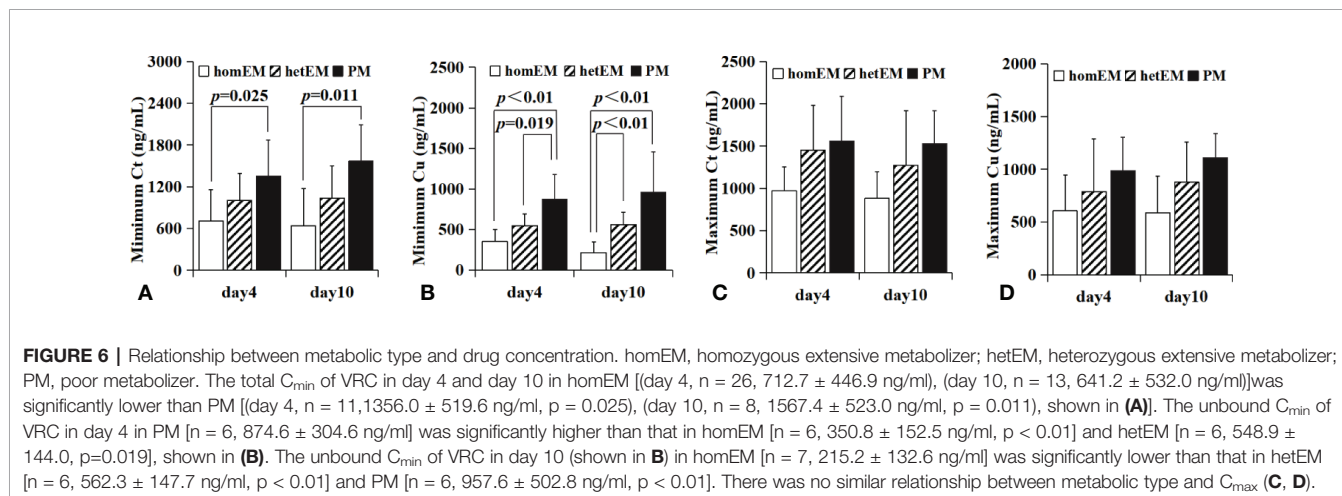 3000
2400
1800
1200
600
0
Minimum Ct (ng/mL)
homEM hetEM PM
p=0.025
p=0.011
day4 day10
A
2500
2000
1500
1000
500
0
Mimimum Cu (ng/mL)
homEM hetEM PM
p<0.01 p<0.01
p=0.019 p<0.01
day4 day10
B
2500
2000
1500
1000
500
0
Maximum Ct (ng/mL)
homEM hetEM PM
day4 day10
C
2000
1500
1000
500
0
Maximum Cu (ng/mL)
homEM hetEM PM
day4 day10
D
FIGURE 6 | Relationship between metabolic type and drug concentration. homEM, homozygous extensive metabolizer; hetEM, heterozygous extensive metabolizer;
PM, poor metabolizer. The total Cmin of VRC in day 4 and day 10 in homEM [(day 4, n = 26, 712.7 ± 446.9 ng/ml), (day 10, n = 13, 641.2 ± 532.0 ng/ml)]was
significantly lower than PM [(day 4, n = 11,1356.0 ± 519.6 ng/ml, p = 0.025), (day 10, n = 8, 1567.4 ± 523.0 ng/ml, p = 0.011), shown in (A)]. The unbound Cmin of
VRC in day 4 in PM [n = 6, 874.6 ± 304.6 ng/ml] was significantly higher than that in homEM [n = 6, 350.8 ± 152.5 ng/ml, p < 0.01] and hetEM [n = 6, 548.9 ±
144.0, p=0.019], shown in (B). The unbound Cmin of VRC in day 10 (shown in B) in homEM [n = 7, 215.2 ± 132.6 ng/ml] was significantly lower than that in hetEM
[n = 6, 562.3 ± 147.7 ng/ml, p < 0.01] and PM [n = 6, 957.6 ± 502.8 ng/ml, p < 0.01]. There was no similar relationship between metabolic type and Cmax (C, D).